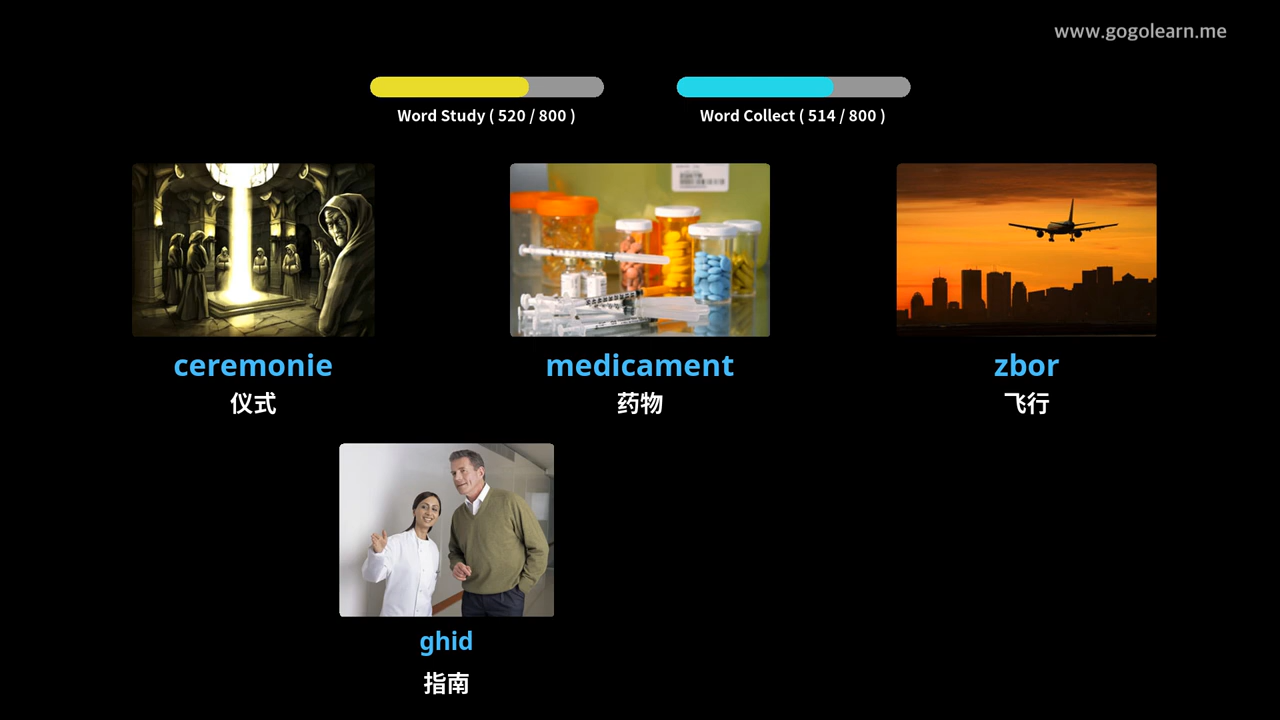 www.gogolearn.me
Word Study ( 520 / 800 )
Word Collect ( 514 / 800 )
ceremonie
仪式
medicament
药物
zbor
飞行
ghid
指南